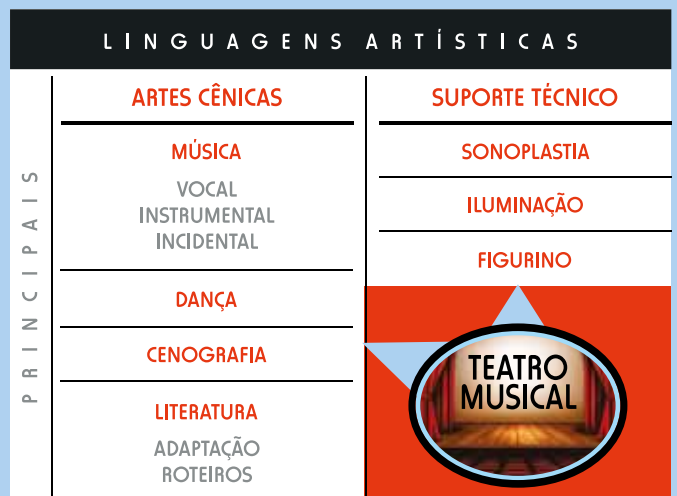 LINGUAGENS ARTÍSTICAS
PRINCIPAIS
ARTES CÊNICAS
MÚSICA
VOCAL
INSTRUMENTAL
INCIDENTAL
DANÇA
CENOGRAFIA
LITERATURA
ADAPTAÇÃO
ROTEIROS
SUPORTE TÉCNICO
SONOPLASTIA
ILUMINAÇÃO
FIGURINO
TEATRO
MUSICAL